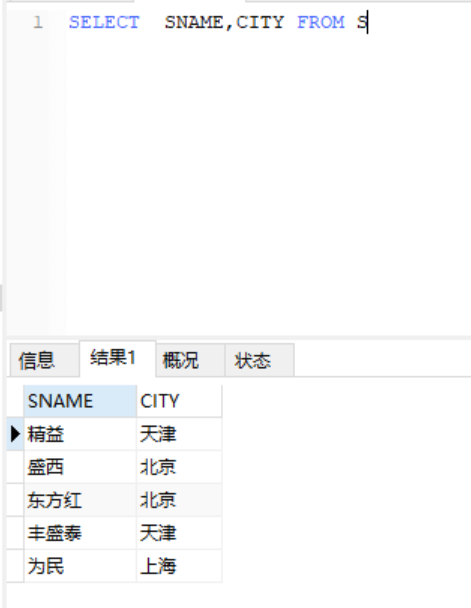 1 SELECT  SNAME,CITY FROM S
信息 结果1 概况 状态
SNAME CITY
精益 天津
盛西 北京
东方红 北京
丰盛泰 天津
为民 上海